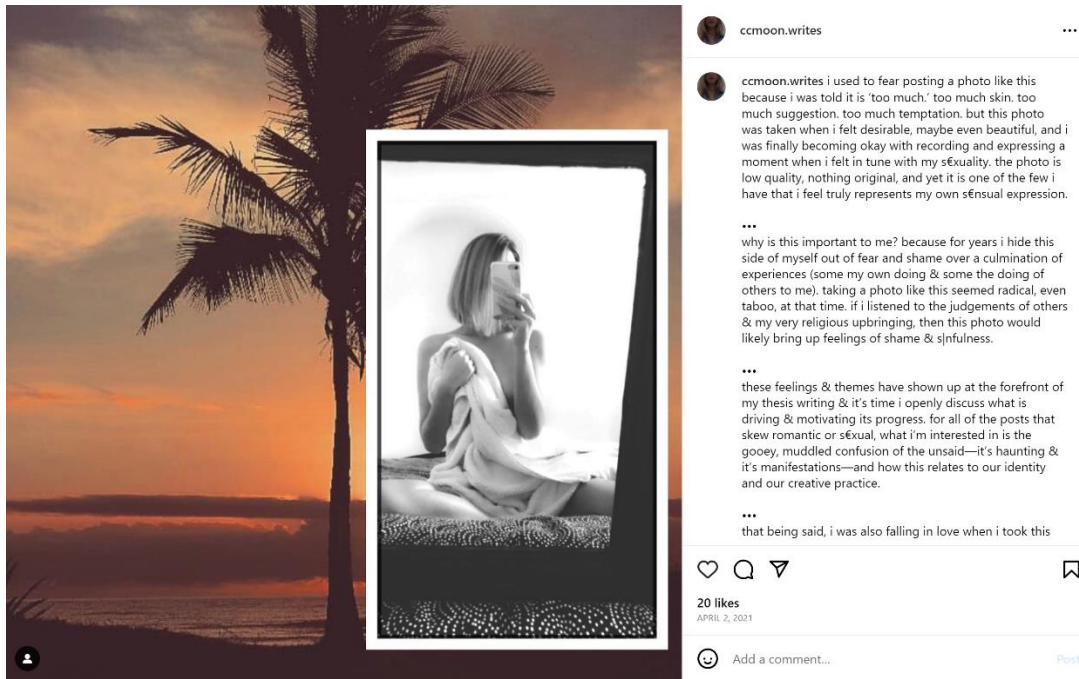 ccmoon.writes
ccmoon.writes i used to fear posting a photo like this
because i was told it is ‘too much.’ too much skin. too
much suggestion. too much temptation. but this photo
was taken when i felt desirable, maybe even beautiful, and i
was finally becoming okay with recording and expressing a
moment when i felt in tune with my s€xuality. the photo is
low quality, nothing original, and yet it is one of the few i
have that i feel truly represents my own s€nsual expression.
•••
why is this important to me? because for years i hide this
side of myself out of fear and shame over a culmination of
experiences (some my own doing & some the doing of
others to me). taking a photo like this seemed radical, even
taboo, at that time. if i listened to the judgements of others
& my very religious upbringing, then this photo would
likely bring up feelings of shame & s|nfulness.
•••
these feelings & themes have shown up at the forefront of
my thesis writing & it’s time i openly discuss what is
driving & motivating its progress. for all of the posts that
skew romantic or s€xual, what i’m interested in is the
gooey, muddled confusion of the unsaid—it’s haunting &
it’s manifestations—and how this relates to our identity
and our creative practice.
•••
that being said, i was also falling in love when i took this
20 likes
APRIL 2, 2021
Add a comment...
Post